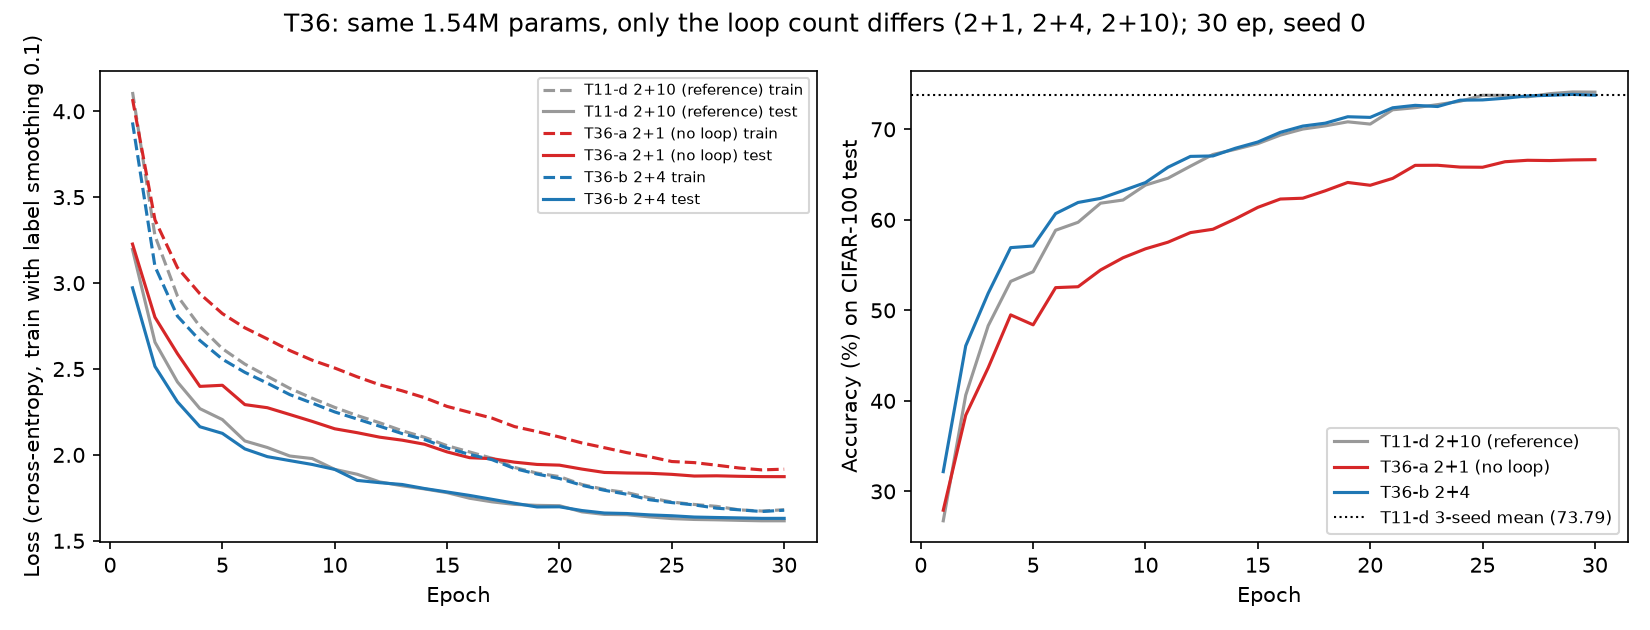 T36: same 1.54M params, only the loop count differs (2+1, 2+4, 2+10); 30 ep, seed 0
Loss (cross-entropy, train with label smoothing 0.1)
4.0
3.5
3.0
2.5
2.0
1.5
0
5
10
15
20
25
30
Epoch
T11-d 2+10 (reference) train
T11-d 2+10 (reference) test
T36-a 2+1 (no loop) train
T36-a 2+1 (no loop) test
T36-b 2+4 train
T36-b 2+4 test
Accuracy (%) on CIFAR-100 test
70
60
50
40
30
0
5
10
15
20
25
30
Epoch
T11-d 2+10 (reference)
T36-a 2+1 (no loop)
T36-b 2+4
T11-d 3-seed mean (73.79)